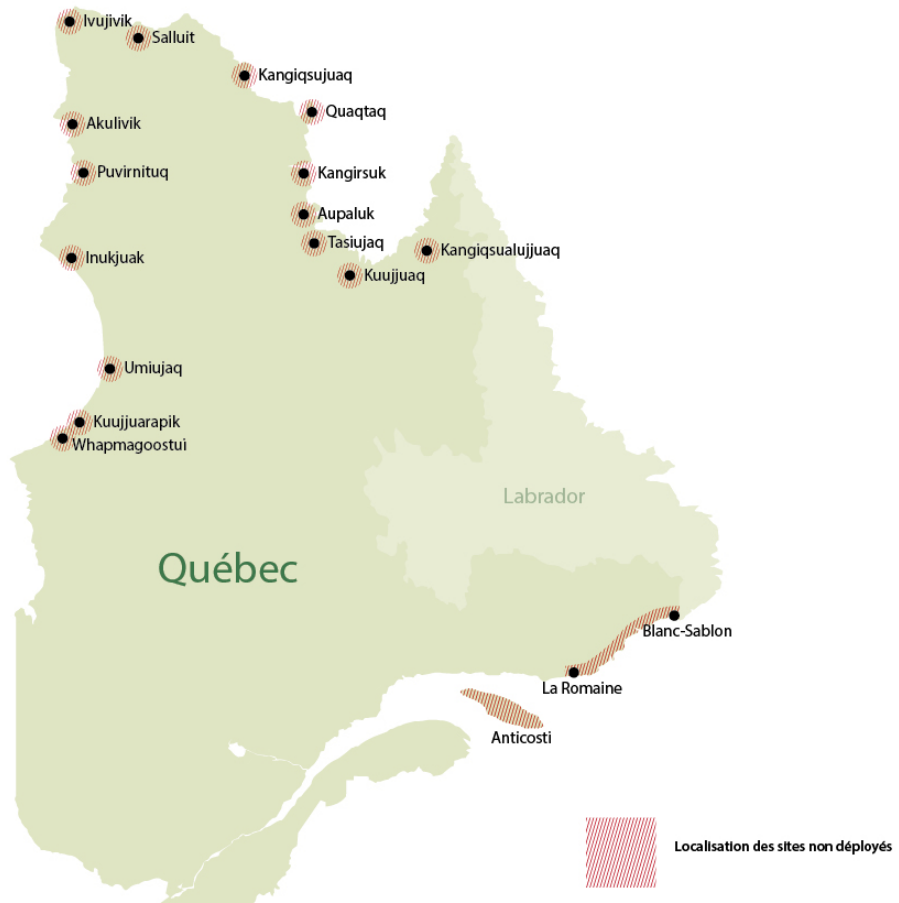 Ivujivik
Salluit
Kangiqsujuaq
Quaqtaq
Akulivik
Puvirnituq
Kangirsuk
Aupaluk
Tasiujaq
Kangiqsualujjuaq
Inukjuak
Kuujjuaq
Umiujaq
Kuujjuarapik
Whapmagoostui
Labrador
Québec
Blanc-Sablon
La Romaine
Anticosti
Localisation des sites non déployés